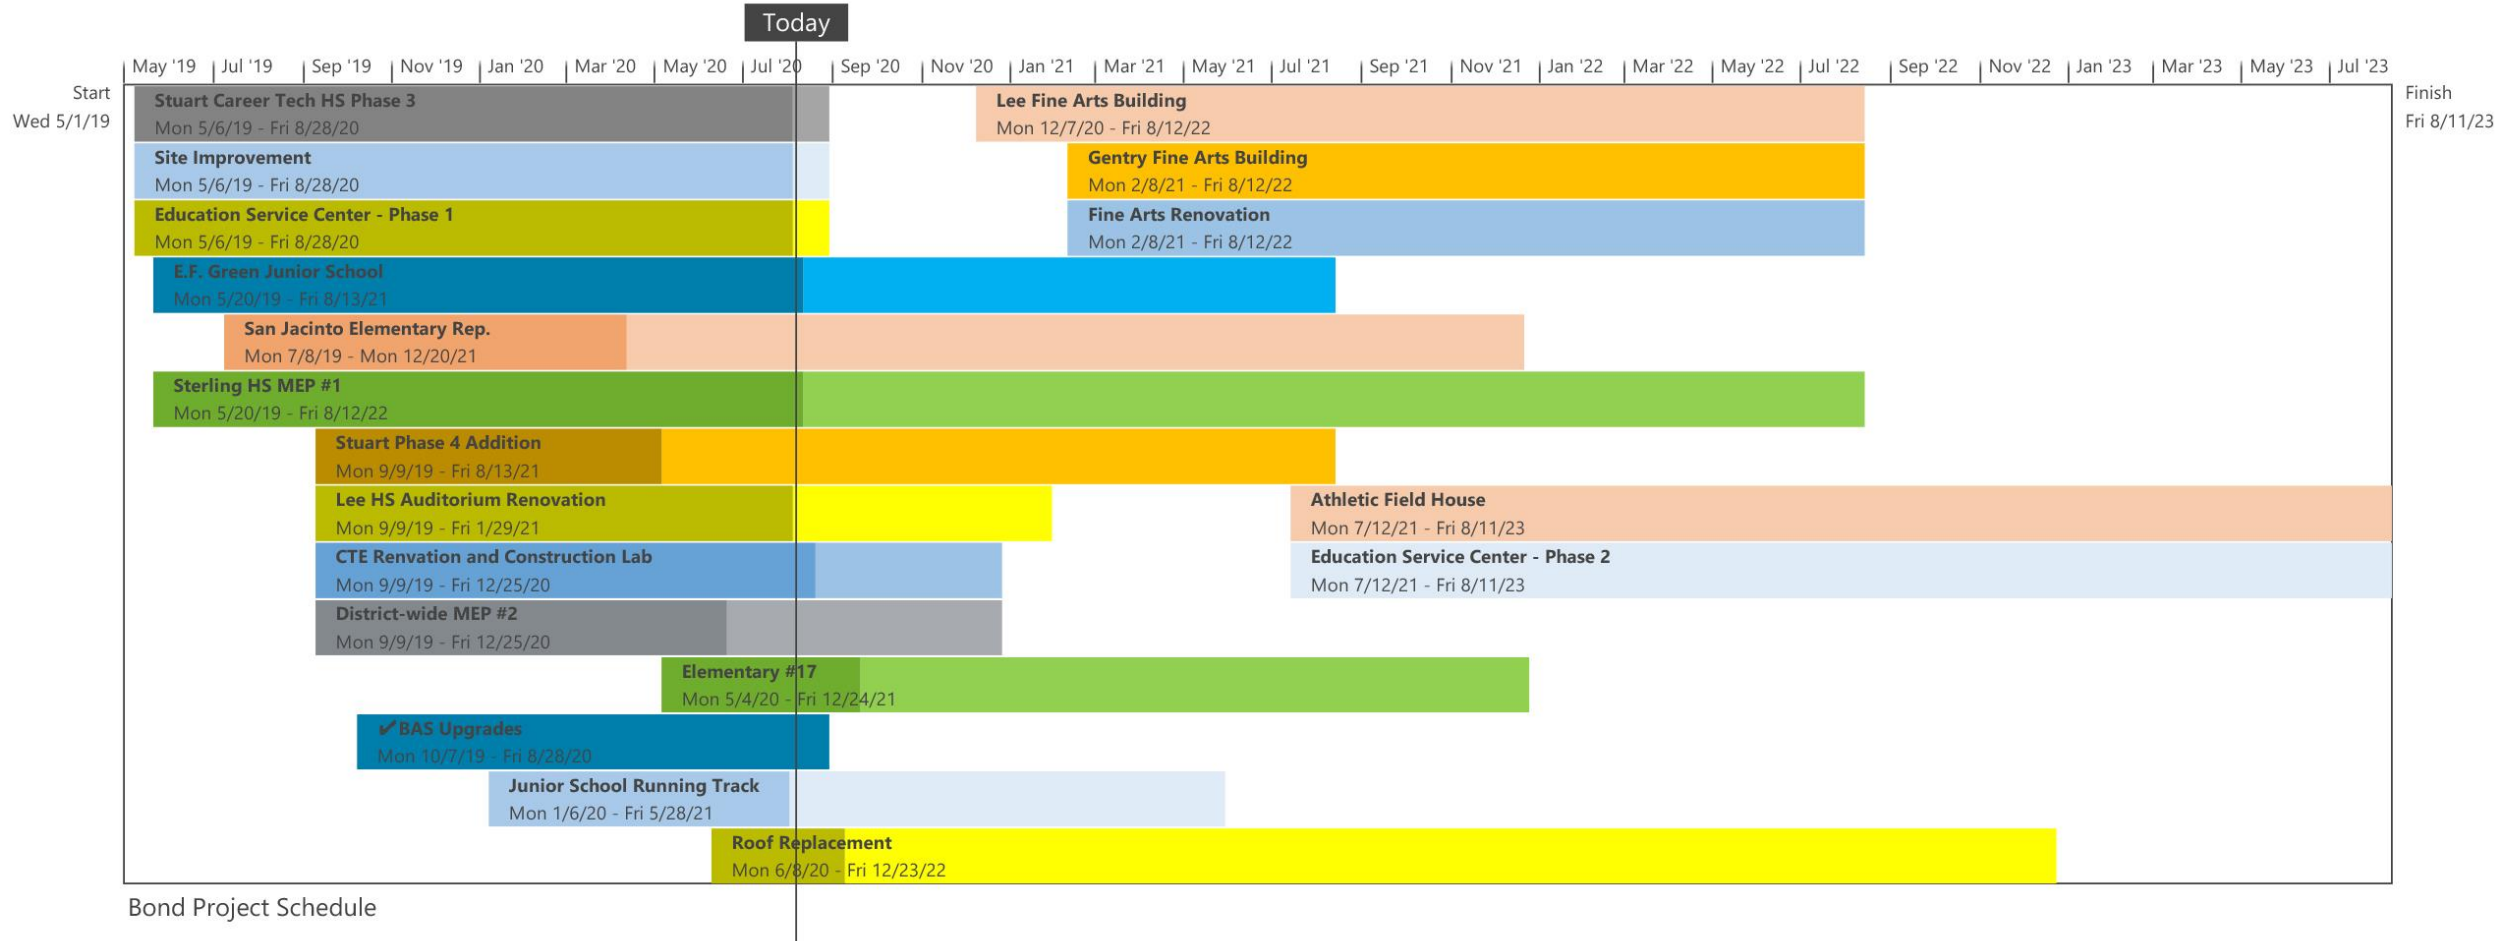 Today
May '19 Jul '19 Sep '19 Nov '19 Jan '20 Mar '20 May '20 Jul '20 Sep '20 Nov '20 Jan '21 Mar '21 May '21 Jul '21 Sep '21 Nov '21 Jan '22 Mar '22 May '22 Jul '22 Sep '22 Nov '22 Jan '23 Mar '23 May '23 Jul '23
Start
Wed 5/1/19
Finish
Fri 8/11/23
Stuart Career Tech HS Phase 3
Mon 5/6/19 - Fri 8/28/20
Lee Fine Arts Building
Mon 12/7/20 - Fri 8/12/22
Site Improvement
Mon 5/6/19 - Fri 8/28/20
Gentry Fine Arts Building
Mon 2/8/21 - Fri 8/12/22
Education Service Center - Phase 1
Mon 5/6/19 - Fri 8/28/20
Fine Arts Renovation
Mon 2/8/21 - Fri 8/12/22
E.F. Green Junior School
Mon 5/20/19 - Fri 8/13/21
San Jacinto Elementary Rep.
Mon 7/8/19 - Mon 12/20/21
Sterling HS MEP #1
Mon 5/20/19 - Fri 8/12/22
Stuart Phase 4 Addition
Mon 9/9/19 - Fri 8/13/21
Lee HS Auditorium Renovation
Mon 9/9/19 - Fri 1/29/21
Athletic Field House
Mon 7/12/21 - Fri 8/11/23
CTE Renvation and Construction Lab
Mon 9/9/19 - Fri 12/25/20
Education Service Center - Phase 2
Mon 7/12/21 - Fri 8/11/23
District-wide MEP #2
Mon 9/9/19 - Fri 12/25/20
Elementary #17
Mon 5/4/20 - Fri 12/24/21
✔BAS Upgrades
Mon 10/7/19 - Fri 8/28/20
Junior School Running Track
Mon 1/6/20 - Fri 5/28/21
Roof Replacement
Mon 6/8/20 - Fri 12/23/22
Bond Project Schedule